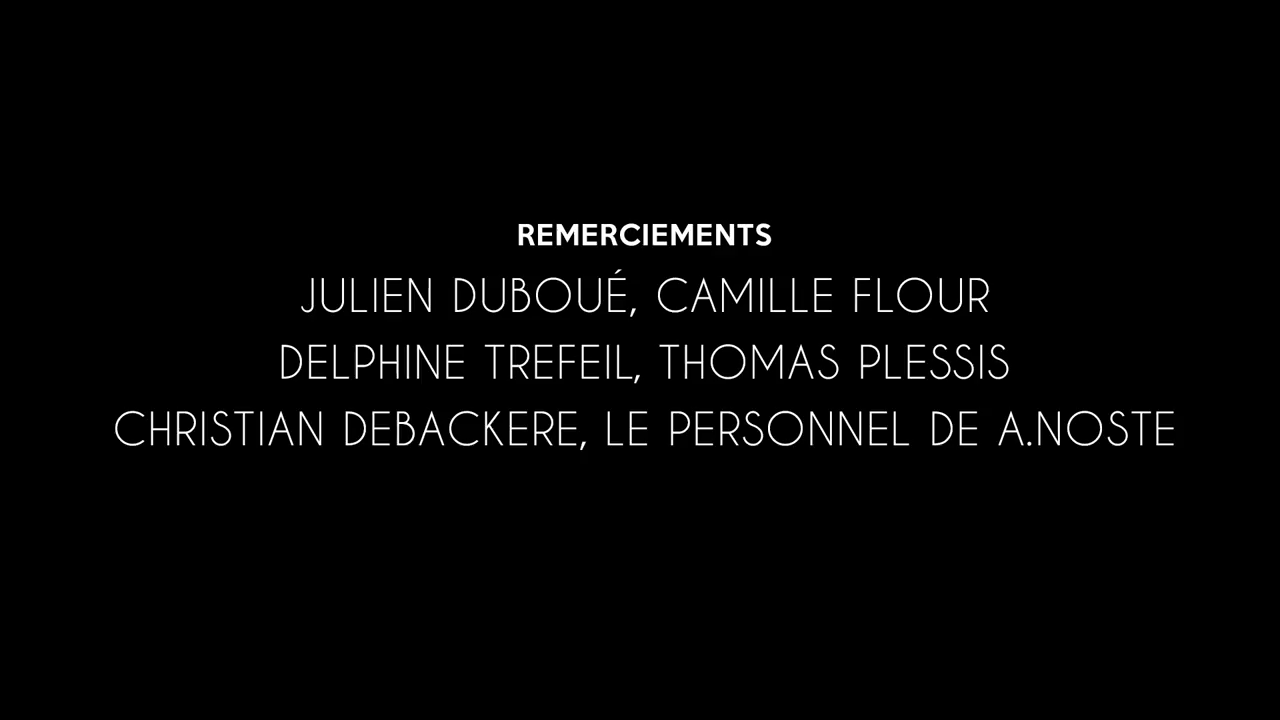 REMERCIEMENTS
JULIEN DUBOUÉ, CAMILLE FLOUR
DELPHINE TREFEIL, THOMAS PLESSIS
CHRISTIAN DEBACKERE, LE PERSONNEL DE A.NOSTE